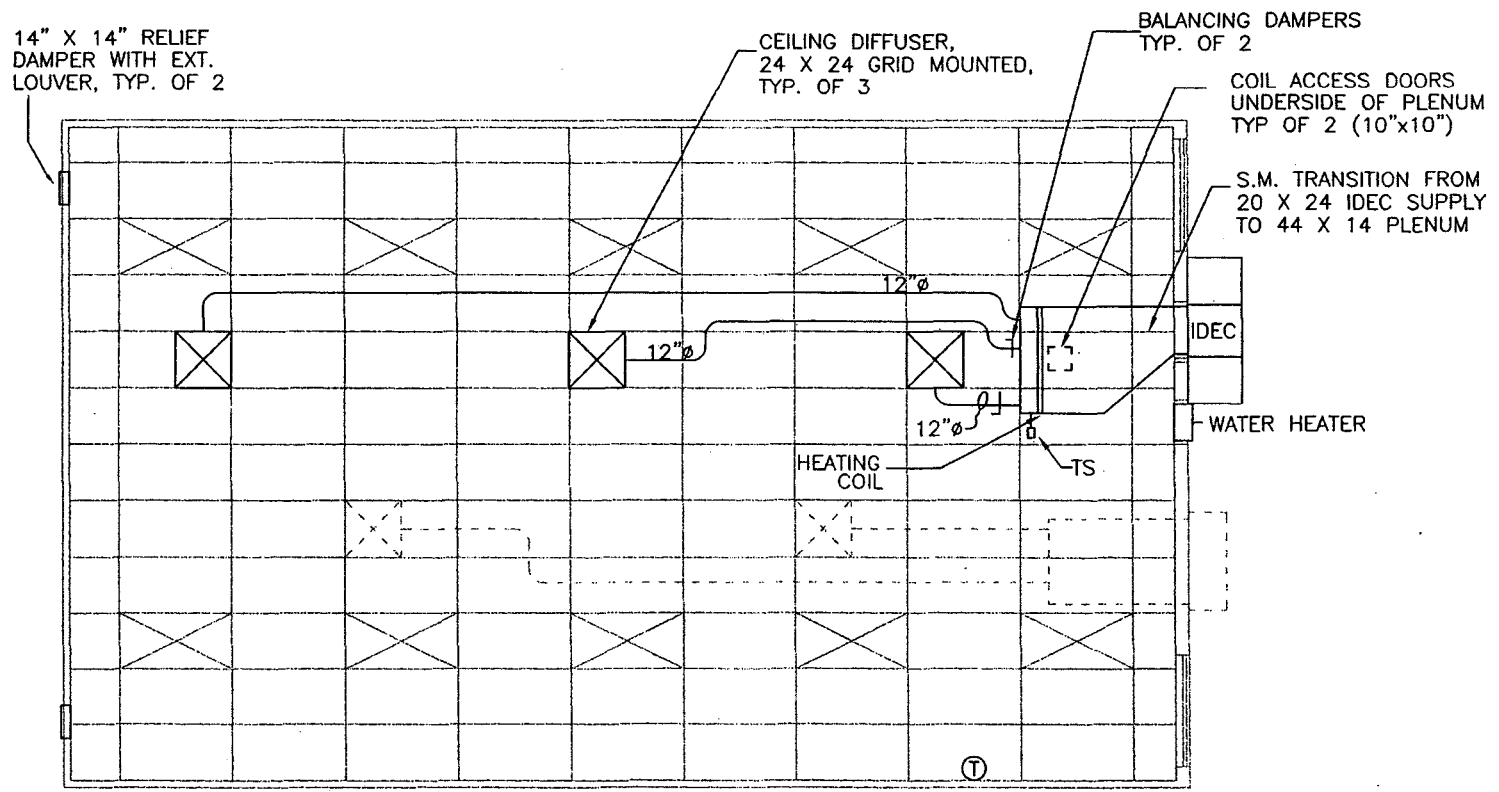 14" X 14" RELIEF
DAMPER WITH EXT.
LOUVER, TYP. OF 2
CEILING DIFFUSER,
24 X 24 GRID MOUNTED,
TYP. OF 3
BALANCING DAMPERS
TYP. OF 2
COIL ACCESS DOORS
UNDERSIDE OF PLENUM
TYP OF 2 (10"x10")
S.M. TRANSITION FROM
20 X 24 IDEC SUPPLY
TO 44 X 14 PLENUM
12"ø
12"ø
IDEC
12"ø
WATER HEATER
HEATING
COIL
TS
T